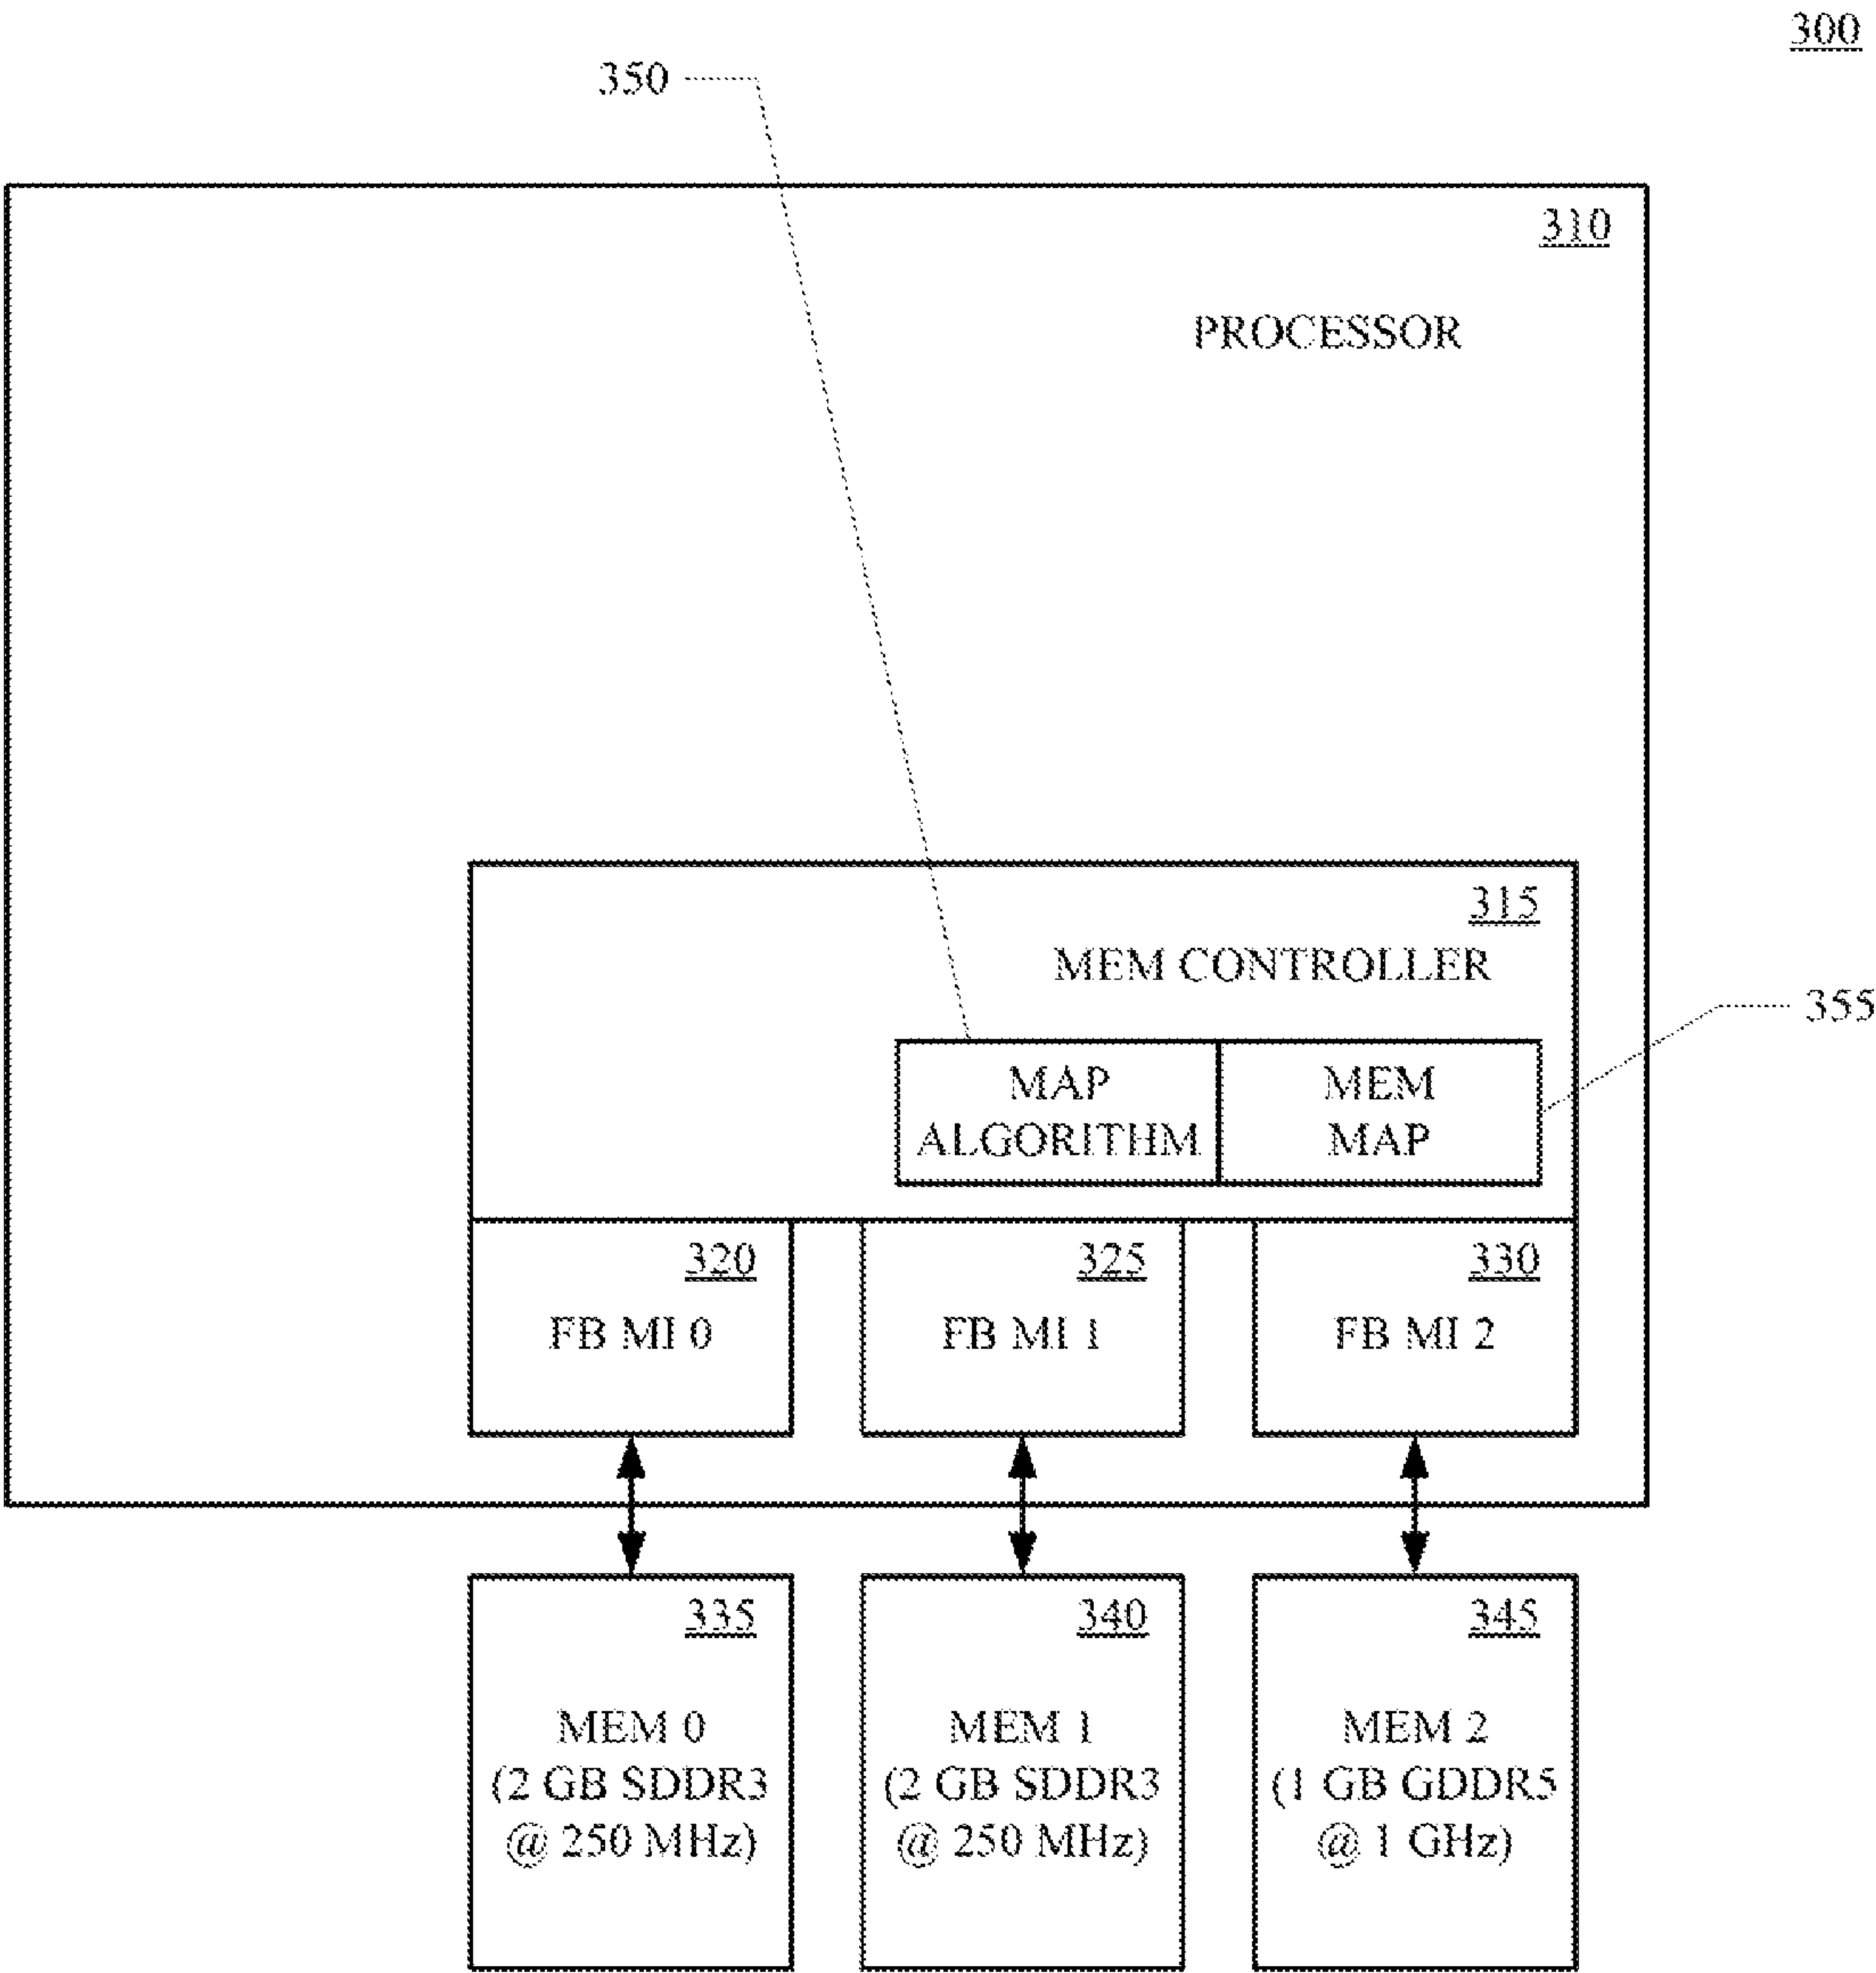 300
350
310
PROCESSOR
315
MEM CONTROLLER
355
MAP
ALGORITHM
MEM
MAP
320
FB MI 0
325
FB MI 1
330
FB MI 2
335
MEM 0
(2 GB SDDR3
@ 250 MHz)
340
MEM 1
(2 GB SDDR3
@ 250 MHz)
345
MEM 2
(1 GB GDDR5
@ 1 GHz)